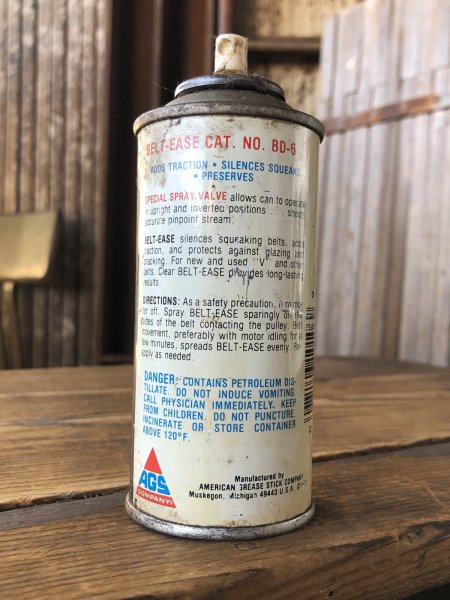 BELT-EASE CAT. NO. BD-6
ADDS TRACTION • SILENCES SQUEAKS
• PRESERVES
SPECIAL SPRAY VALVE allows can to operate
in upright and inverted positions . . . shoots
accurate pinpoint stream.
BELT-EASE silences squeaking belts, adds
traction, and protects against glazing and
cracking. For new and used "V" and other
belts. Clear BELT-EASE provides long-lasting
results.
DIRECTIONS: As a safety precaution, mo-
tor off. Spray BELT-EASE sparingly on
sides of the belt contacting the pulley. Belt
movement, preferably with motor idling for a
few minutes, spreads BELT-EASE evenly. Re-
apply as needed.
DANGER: CONTAINS PETROLEUM DIS-
TILLATE. DO NOT INDUCE VOMITING.
CALL PHYSICIAN IMMEDIATELY. KEEP
FROM CHILDREN. DO NOT PUNCTURE,
INCINERATE OR STORE CONTAINER
ABOVE 120°F.
AGS
COMPANY
Manufactured by
AMERICAN GREASE STICK COMPANY
Muskegon, Michigan 49443 U.S.A.